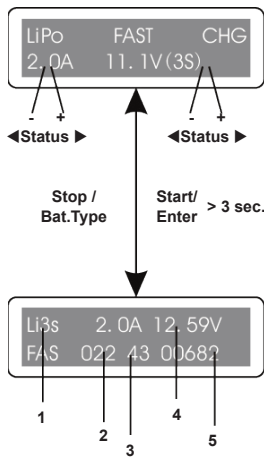 LiPo FAST CHG
2.0A 11.1V(3S)
- + - +
◀Status ▶ ◀Status ▶
Stop / Start/
Bat.Type Enter > 3 sec.
Li3s 2.0A 12.59V
FAS 022 43 00682
1 2 3 4 5